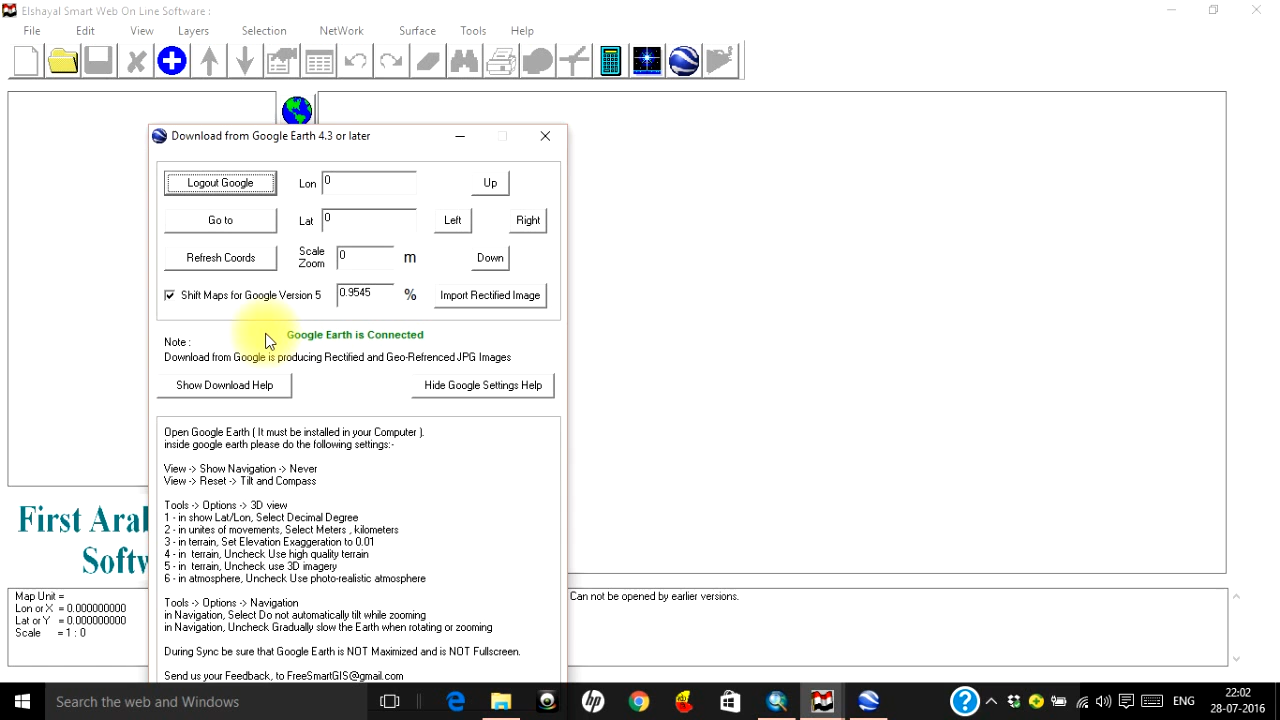 Elshayal Smart Web On Line Software :
File Edit View Layers Selection NetWork Surface Tools Help
Download from Google Earth 4.3 or later
Logout Google Lon 0 Up
Go to Lat 0 Left Right
Refresh Coords Scale Zoom 0 m Down
Shift Maps for Google Version 5 0.9545 % Import Rectified Image
Google Earth is Connected
Note :
Download from Google is producing Rectified and Geo-Refrenced JPG Images
Show Download Help Hide Google Settings Help
Open Google Earth ( It must be installed in your Computer ).
inside google earth please do the following settings:-
View -> Show Navigation -> Never
View -> Reset -> Tilt and Compass
Tools -> Options -> 3D view
1 - in show Lat/Lon, Select Decimal Degree
2 - in unites of movements, Select Meters , kilometers
3 - in terrain, Set Elevation Exaggeration to 0.01
4 - in terrain, Uncheck Use high quality terrain
5 - in terrain, Uncheck use 3D imagery
6 - in atmosphere, Uncheck Use photo-realistic atmosphere
Tools -> Options -> Navigation
in Navigation, Select Do not automatically tilt while zooming
in Navigation, Uncheck Gradually slow the Earth when rotating or zooming
During Sync be sure that Google Earth is NOT Maximized and is NOT Fullscreen.
Send us your Feedback, to FreeSmartGIS@gmail.com
First Arab
Softw
Map Unit =
Lon or X = 0.000000000
Lat or Y = 0.000000000
Scale = 1 : 0
Can not be opened by earlier versions.
Search the web and Windows
ENG
22:02
28-07-2016